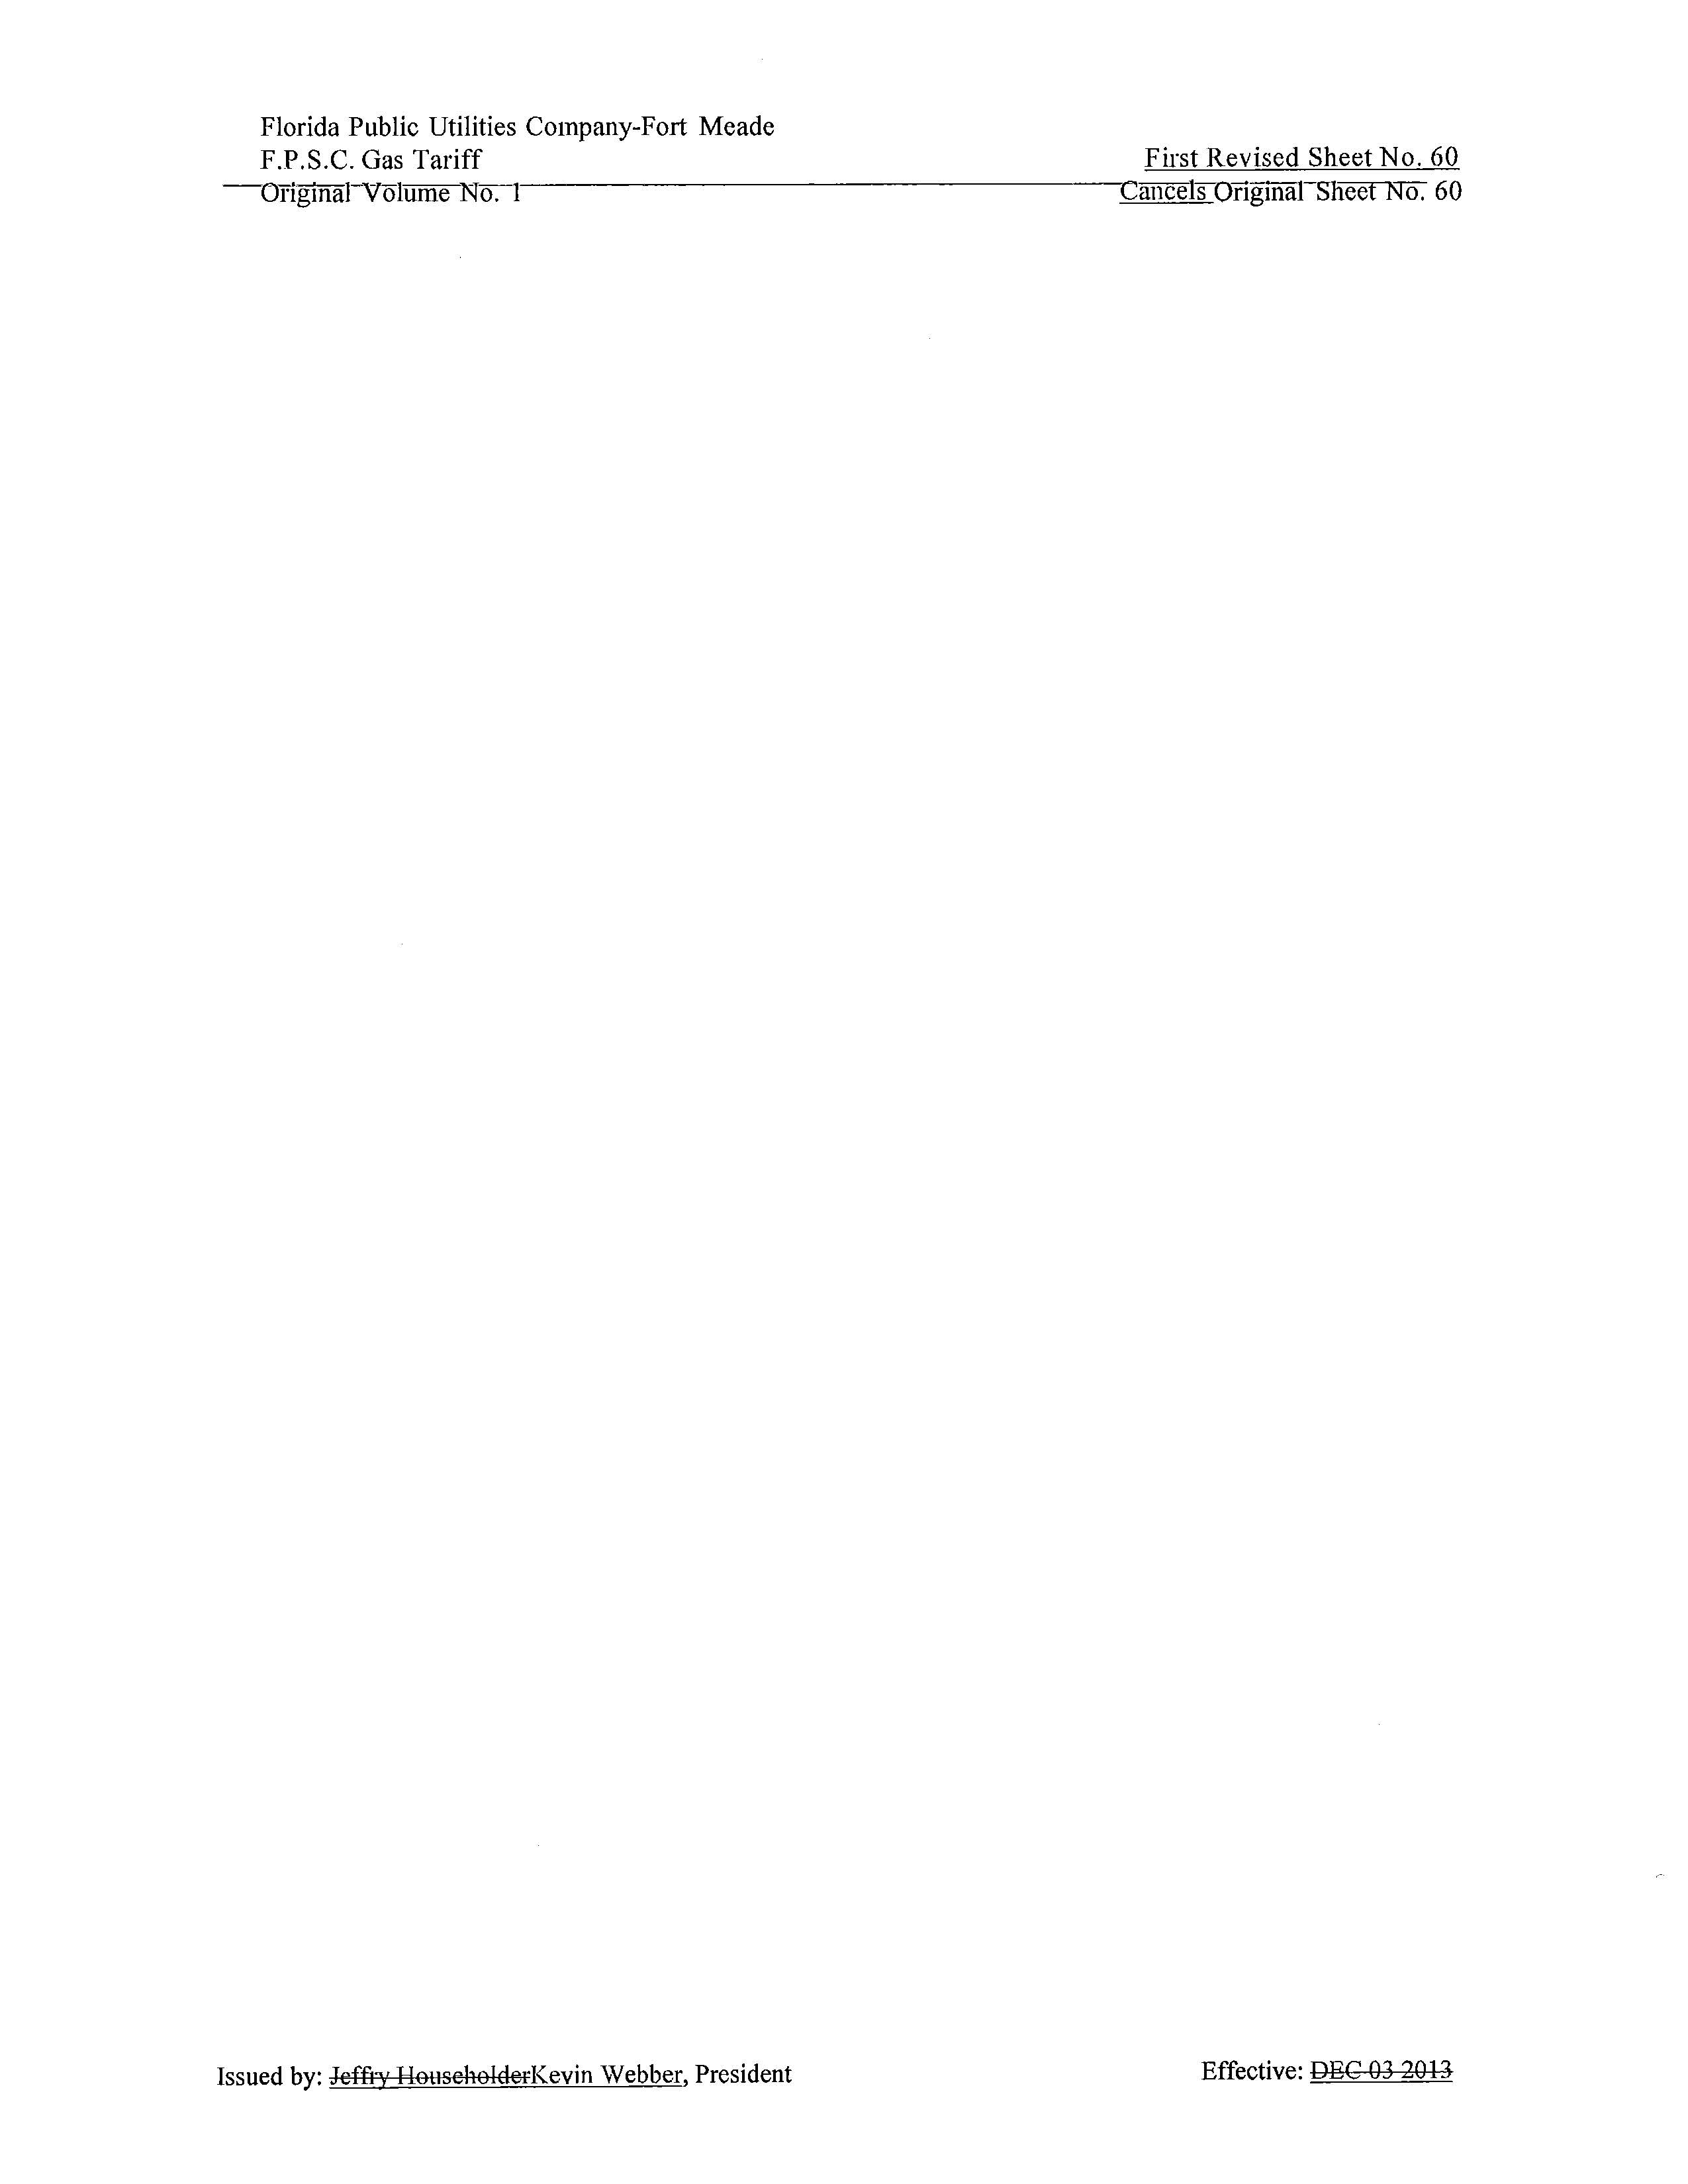 Florida Public Utilities Company-Fort Meade
F.P.S.C. Gas Tariff
First Revised Sheet No. 60
Original Volume No. 1
Cancels Original Sheet No. 60
Issued by: Jeffry HouseholderKevin Webber, President
Effective: DEC 03 2013